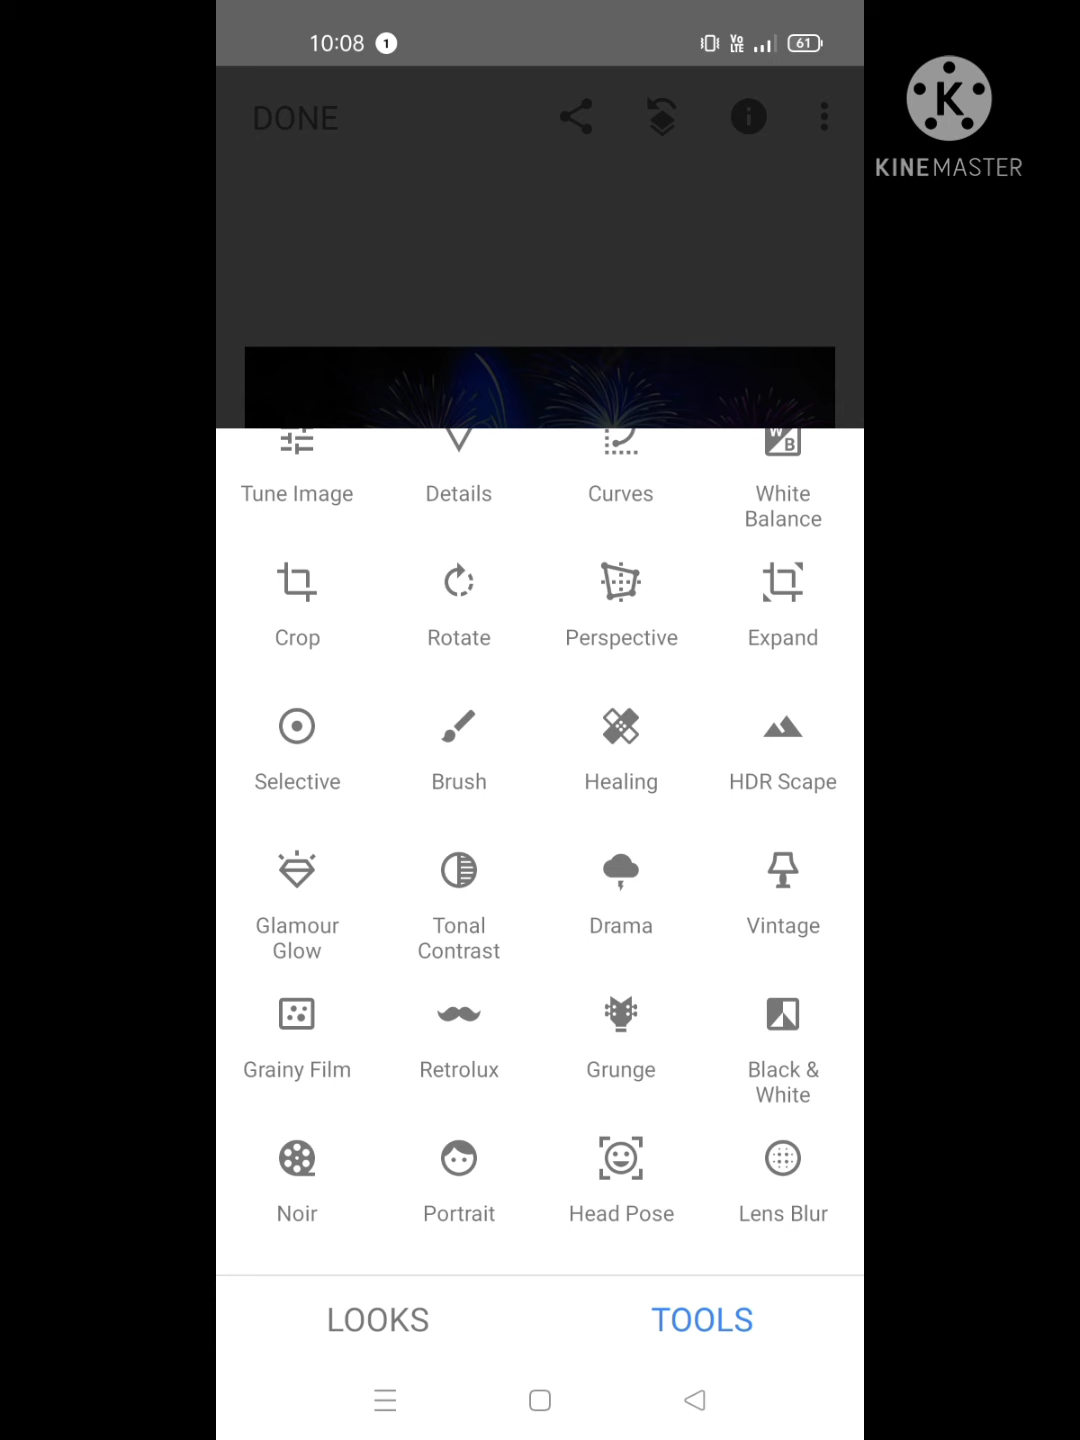 10:08 1 Vo LTE 61
K
KINEMASTER
DONE
Tune Image Details Curves White
Balance
Crop Rotate Perspective Expand
Selective Brush Healing HDR Scape
Glamour Tonal Drama Vintage
Glow Contrast
Grainy Film Retrolux Grunge Black &
White
Noir Portrait Head Pose Lens Blur
LOOKS TOOLS